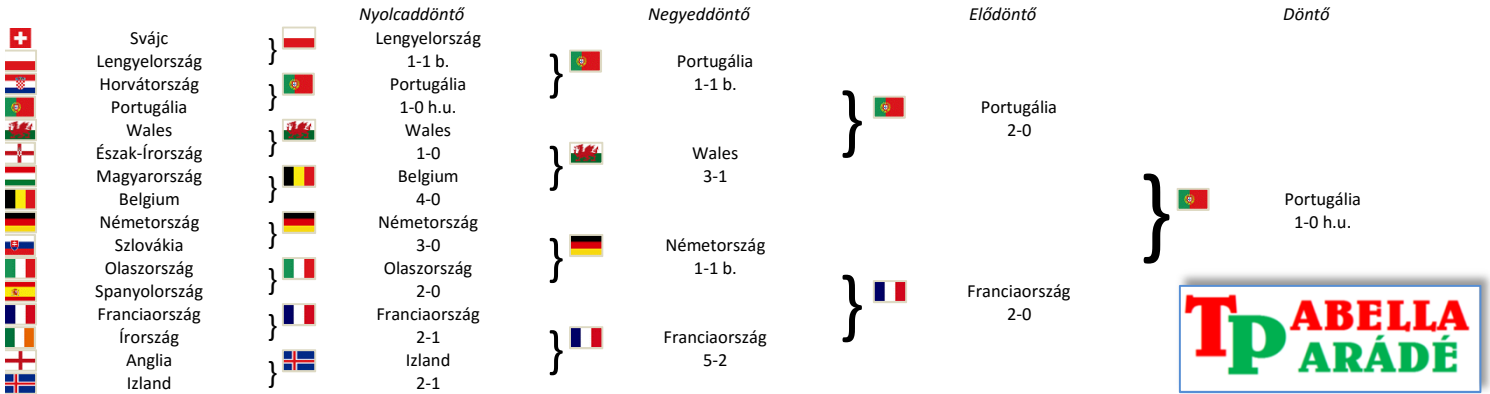 Nyolcaddöntő Negyeddöntő Elődöntő Döntő
Svájc
Lengyelország
Horvátország
Portugália
Wales
Észak-Írország
Magyarország
Belgium
Németország
Szlovákia
Olaszország
Spanyolország
Franciaország
Írország
Anglia
Izland
Lengyelország
1-1 b.
Portugália
1-0 h.u.
Wales
1-0
Belgium
4-0
Németország
3-0
Olaszország
2-0
Franciaország
2-1
Izland
2-1
Portugália
1-1 b.
Wales
3-1
Németország
1-1 b.
Franciaország
5-2
Portugália
2-0
Franciaország
2-0
Portugália
1-0 h.u.
TABELLA
PARÁDÉ